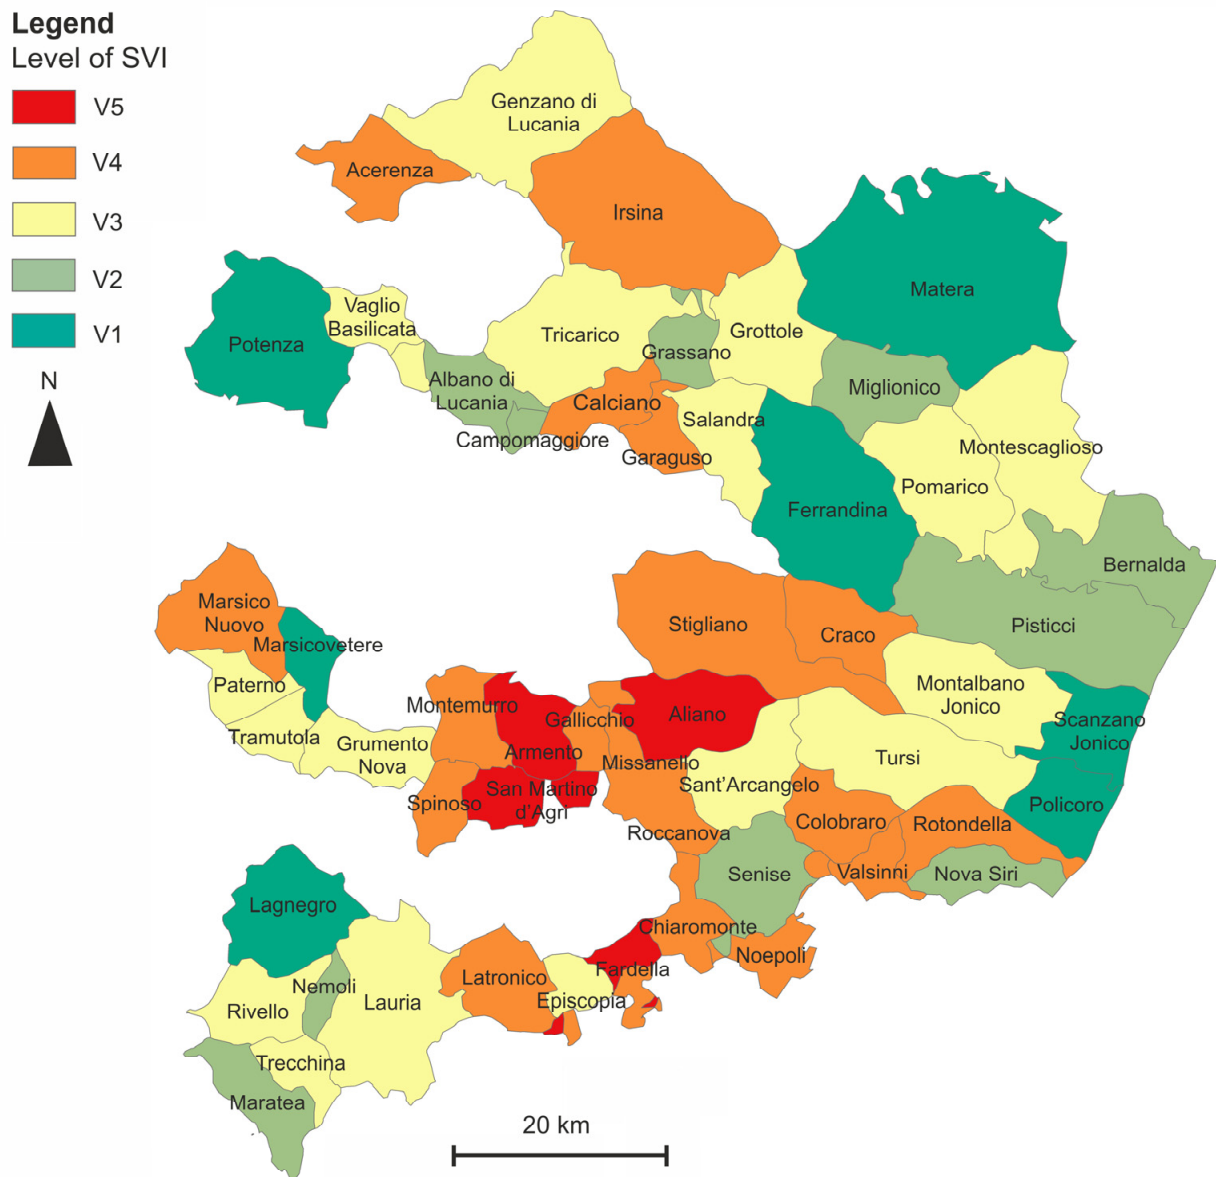 Legend
Level of SVI
V5
V4
V3
V2
V1
N
Genzano di
Lucania
Acerenza
Irsina
Matera
Potenza
Vaglio
Basilicata
Tricarico
Grassano
Grottole
Albano di
Lucania
Miglionico
Calciano
Campomaggiore
Garaguso
Salandra
Montescaglioso
Pomarico
Ferrandina
Bernalda
Marsico
Nuovo
Marsicovetere
Stigliano
Craco
Pisticci
Paterno
Montemurro
Gallicchio
Aliano
Montalbano
Jonico
Scanzano
Jonico
Tramutola
Grumento
Nova
Armento
Missanello
Tursi
Spinoso
San Martino
d'Agri
Sant'Arcangelo
Policoro
Roccanova
Colobraro
Rotondella
Senise
Valsinni
Nova Siri
Lagnegro
Chiaromonte
Noepoli
Fardella
Latronico
Nemoli
Rivello
Lauria
Episcopia
Trecchina
Maratea
20 km